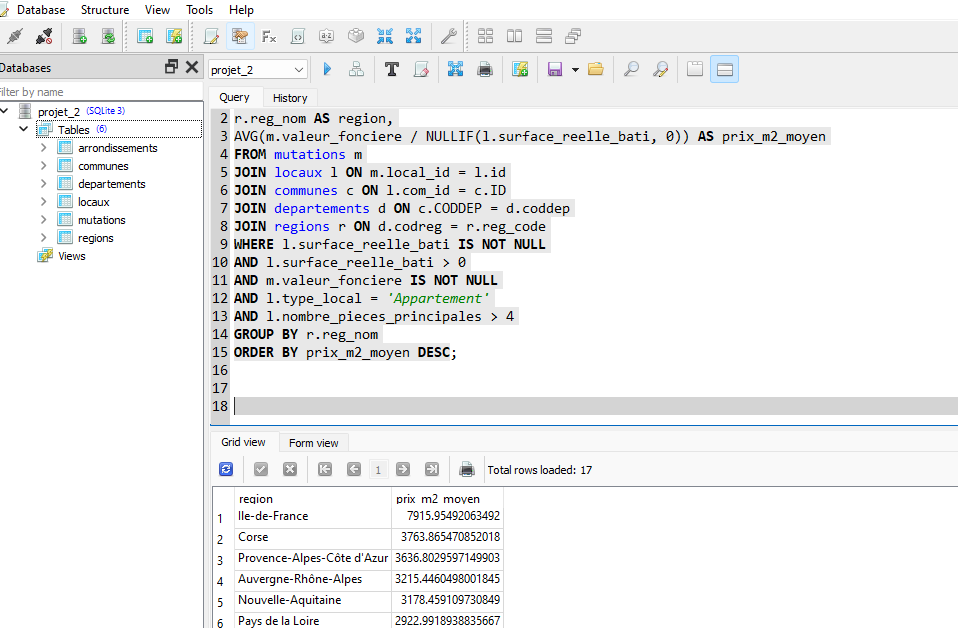 Database Structure View Tools Help
Databases
Filter by name
projet_2 (SQLite 3)
Tables (6)
arrondissements
communes
departements
locaux
mutations
regions
Views
projet_2
Query History
2 r.reg_nom AS region,
3 AVG(m.valeur_fonciere / NULLIF(l.surface_reelle_bati, 0)) AS prix_m2_moyen
4 FROM mutations m
5 JOIN locaux l ON m.local_id = l.id
6 JOIN communes c ON l.com_id = c.ID
7 JOIN departements d ON c.CODDEP = d.coddep
8 JOIN regions r ON d.codreg = r.reg_code
9 WHERE l.surface_reelle_bati IS NOT NULL
10 AND l.surface_reelle_bati > 0
11 AND m.valeur_fonciere IS NOT NULL
12 AND l.type_local = 'Appartement'
13 AND l.nombre_pieces_principales > 4
14 GROUP BY r.reg_nom
15 ORDER BY prix_m2_moyen DESC;
16
17
18
Grid view Form view
1 Total rows loaded: 17
region prix_m2_moyen
1 Ile-de-France 7915.95492063492
2 Corse 3763.865470852018
3 Provence-Alpes-Côte d'Azur 3636.8029597149903
4 Auvergne-Rhône-Alpes 3215.4460498001845
5 Nouvelle-Aquitaine 3178.459109730849
6 Pays de la Loire 2922.9918938835667